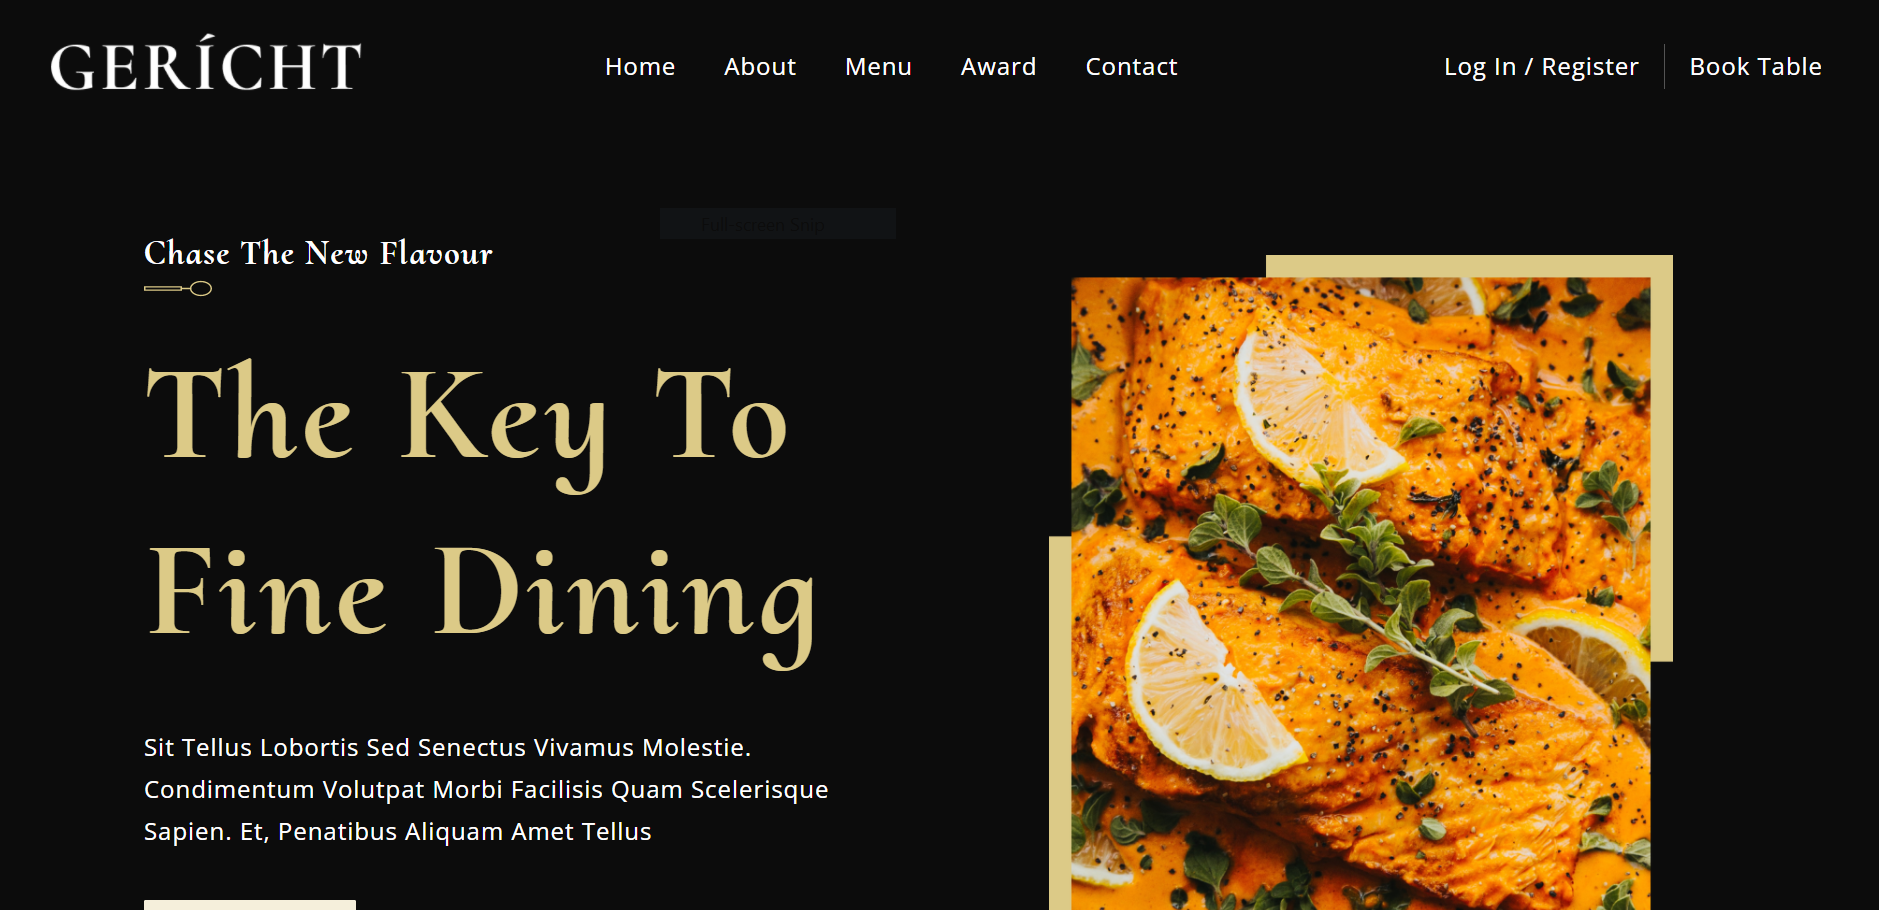 GERÍCHT
Home About Menu Award Contact
Log In / Register Book Table
Full-screen Snip
Chase The New Flavour
The Key To
Fine Dining
Sit Tellus Lobortis Sed Senectus Vivamus Molestie.
Condimentum Volutpat Morbi Facilisis Quam Scelerisque
Sapien. Et, Penatibus Aliquam Amet Tellus